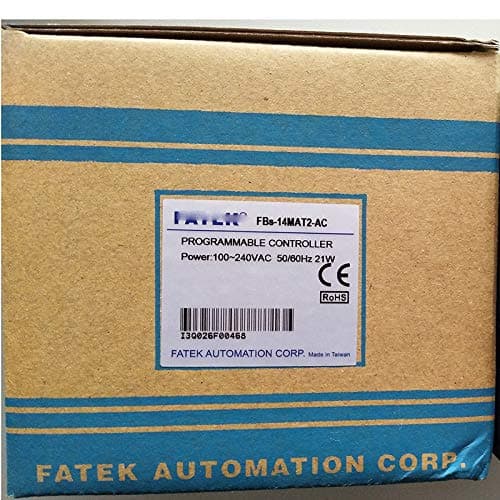 FATEK® FBs-14MAT2-AC
PROGRAMMABLE CONTROLLER
Power:100~240VAC 50/60Hz 21W
CE
RoHS
I3Q026F00468
FATEK AUTOMATION CORP. Made in Taiwan
FATEK AUTOMATION CORP.